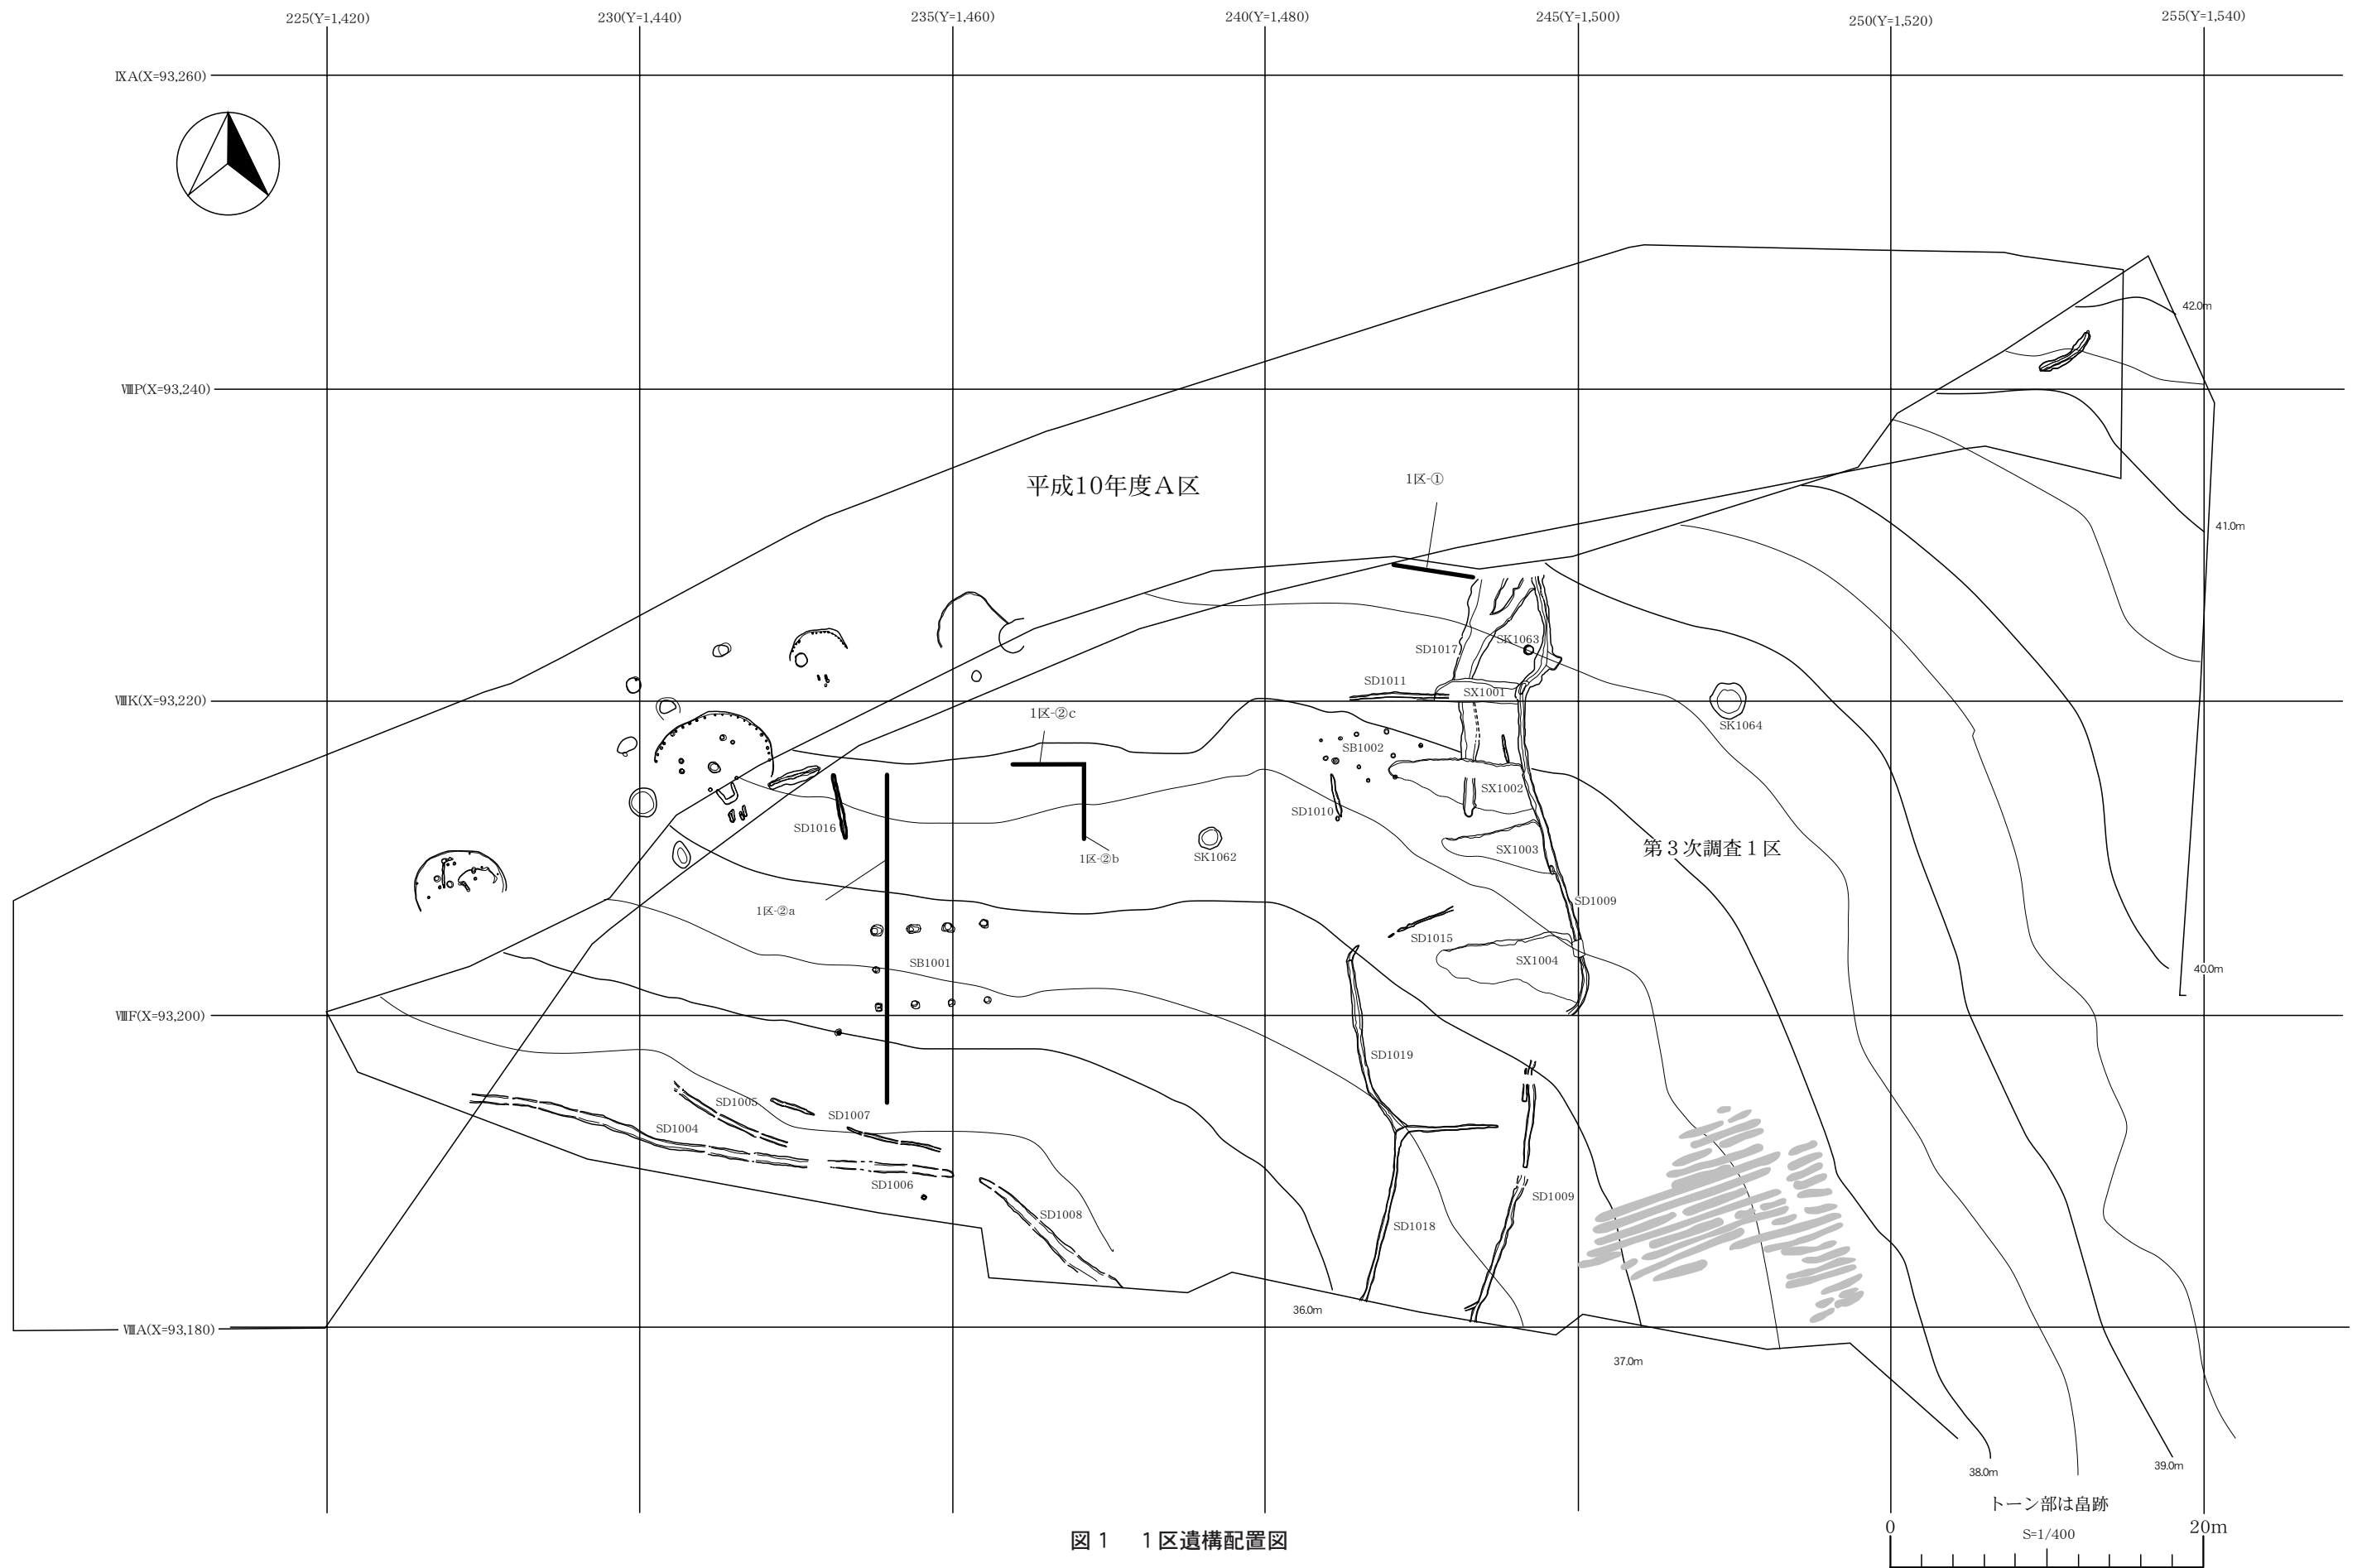 225(Y=1,420)
230(Y=1,440)
235(Y=1,460)
240(Y=1,480)
245(Y=1,500)
250(Y=1,520)
255(Y=1,540)
ⅨA(X=93,260)
42.0m
ⅧP(X=93,240)
平成10年度A区
1区-①
41.0m
SK1063
SD1017
SD1011
SX1001
ⅧK(X=93,220)
1区-②c
SK1064
SB1002
SX1002
SD1010
SD1016
第３次調査１区
SX1003
SK1062
1区-②b
SD1009
1区-②a
SD1015
SB1001
SX1004
40.0m
ⅧF(X=93,200)
SD1019
SD1005
SD1007
SD1004
SD1006
SD1009
SD1008
SD1018
36.0m
ⅧA(X=93,180)
37.0m
39.0m
38.0m
トーン部は畠跡
0
20m
S=1/400
図１　１区遺構配置図